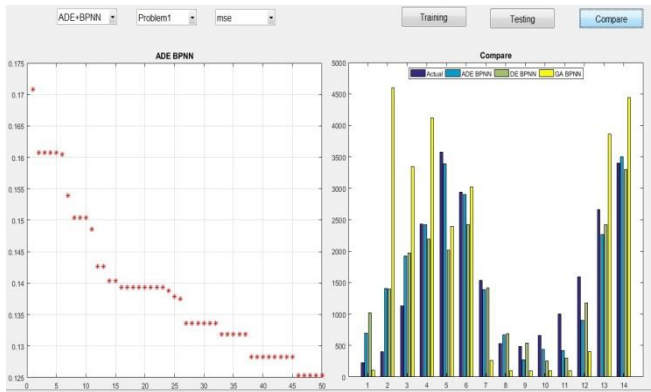 ADE+BPNN
Problem1
mse
Training
Testing
Compare
ADE BPNN
0.175
0.17
0.165
0.16
0.155
0.15
0.145
0.14
0.135
0.13
0.125
0 5 10 15 20 25 30 35 40 45 50
Compare
Actual ADE BPNN DE BPNN GA BPNN
5000
4500
4000
3500
3000
2500
2000
1500
1000
500
0
1 2 3 4 5 6 7 8 9 10 11 12 13 14